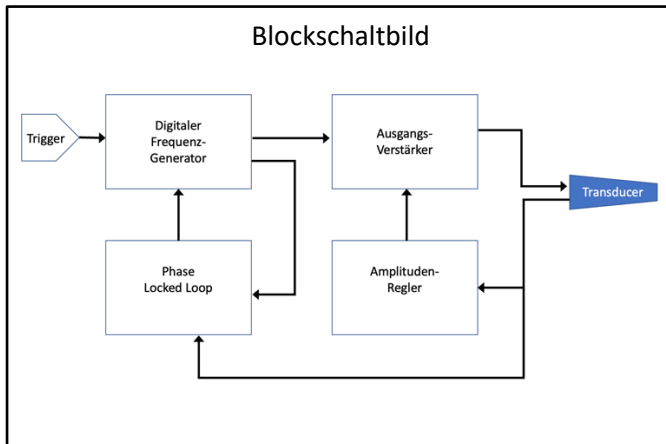 Blockschaltbild
Trigger
Digitaler
Frequenz-
Generator
Ausgangs-
Verstärker
Transducer
Phase
Locked Loop
Amplituden-
Regler